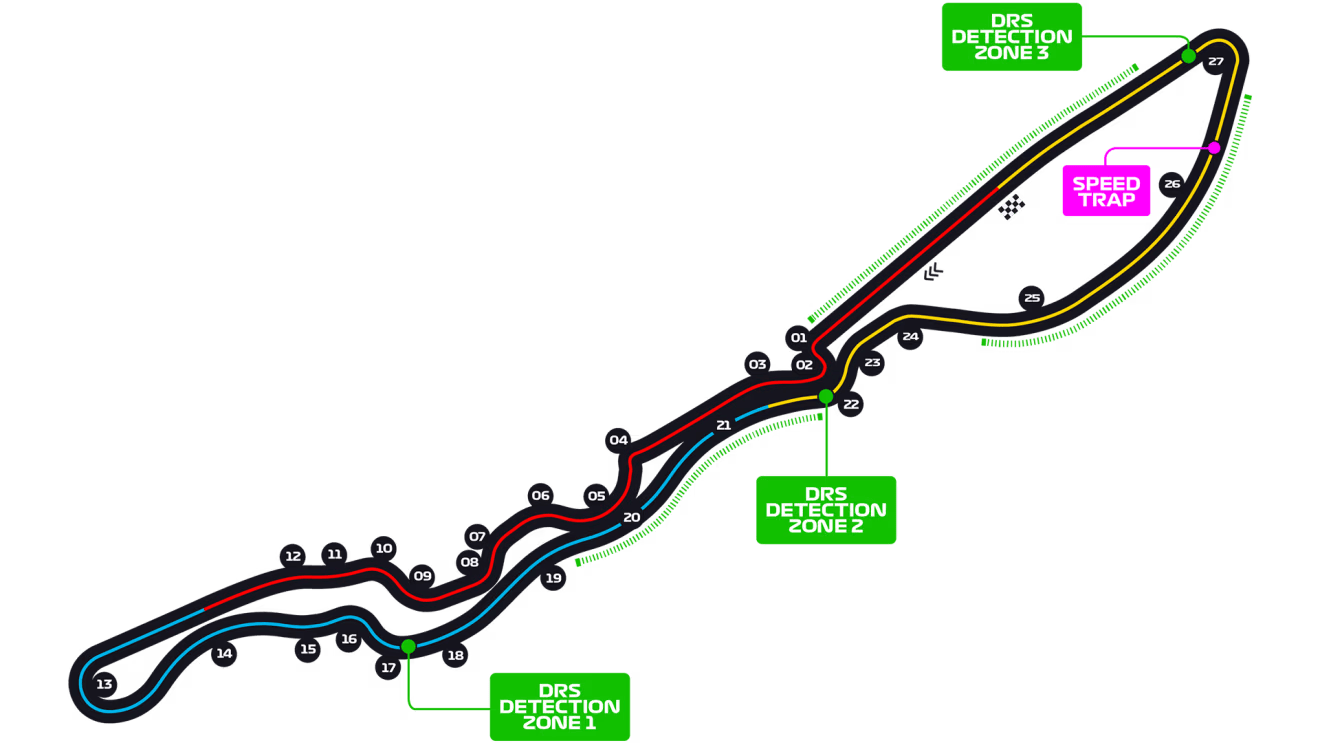 DRS
DETECTION
ZONE 3
27
SPEED
TRAP
26
25
01
24
03
02
23
22
21
04
DRS
DETECTION
ZONE 2
06
05
20
07
12
11
10
08
09
19
16
15
14
18
17
13
DRS
DETECTION
ZONE 1